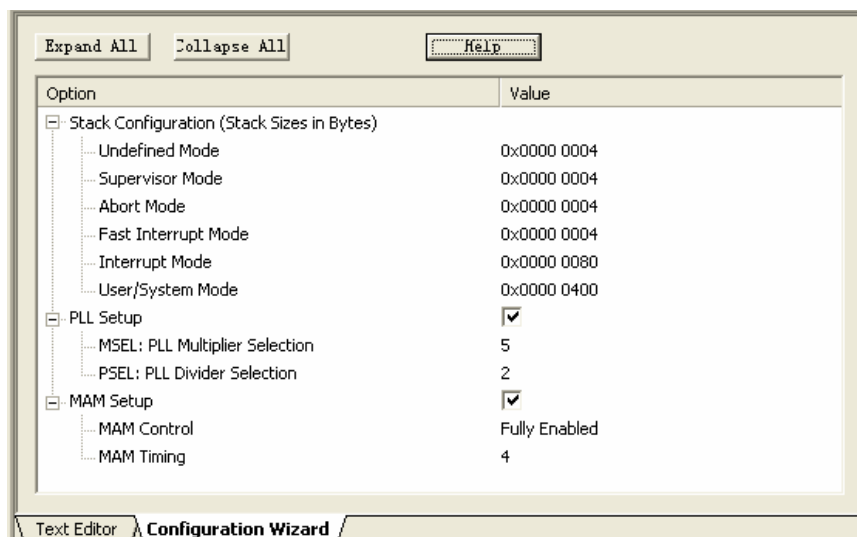 Expand All Collapse All Help
Option Value
Stack Configuration (Stack Sizes in Bytes)
Undefined Mode 0x0000 0004
Supervisor Mode 0x0000 0004
Abort Mode 0x0000 0004
Fast Interrupt Mode 0x0000 0004
Interrupt Mode 0x0000 0080
User/System Mode 0x0000 0400
PLL Setup
MSEL: PLL Multiplier Selection 5
PSEL: PLL Divider Selection 2
MAM Setup
MAM Control Fully Enabled
MAM Timing 4
Text Editor Configuration Wizard